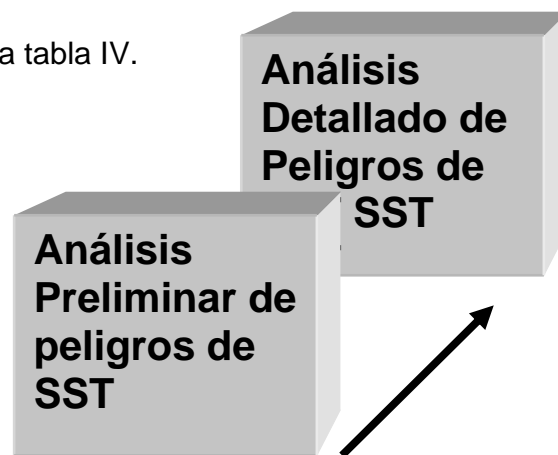 a tabla IV.
Análisis
Detallado de
Peligros de
SST
Análisis
Preliminar de
peligros de
SST